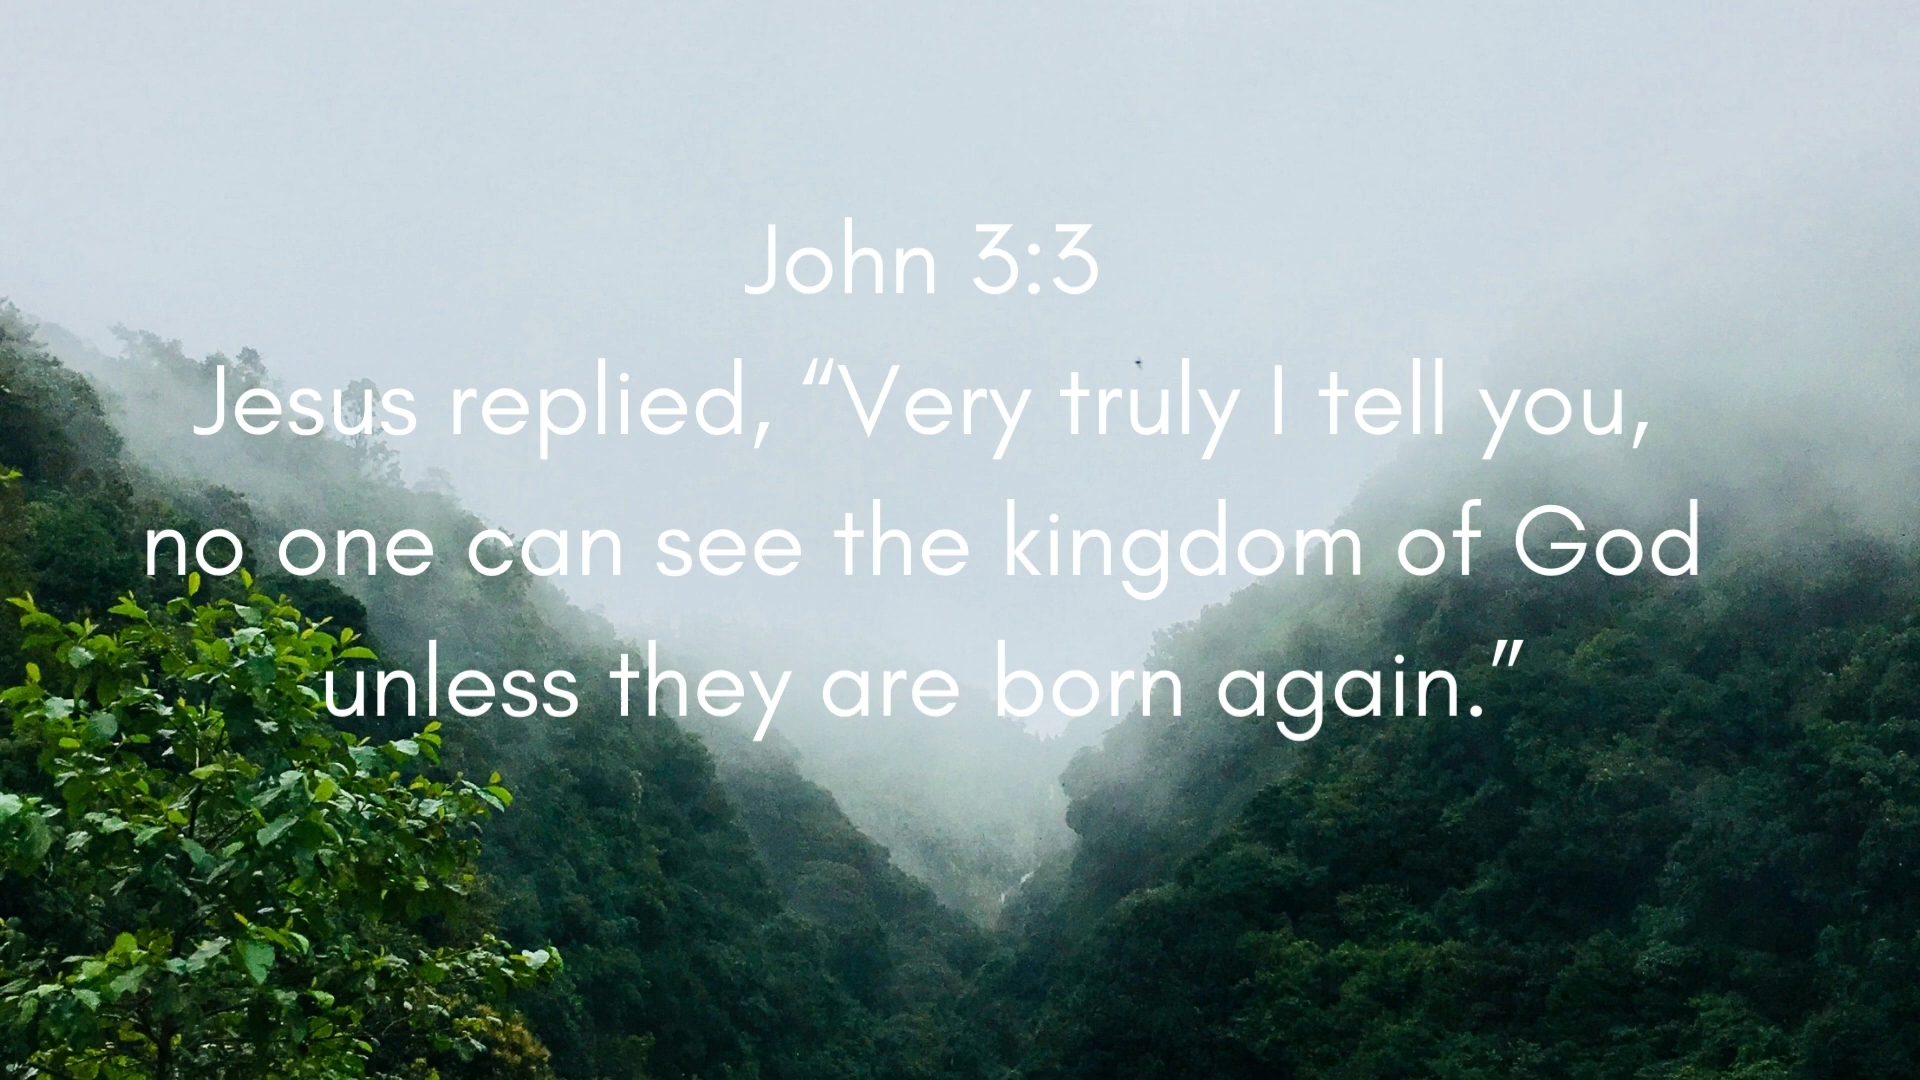 John 3:3
Jesus replied, “Very truly I tell you,
no one can see the kingdom of God
unless they are born again.”